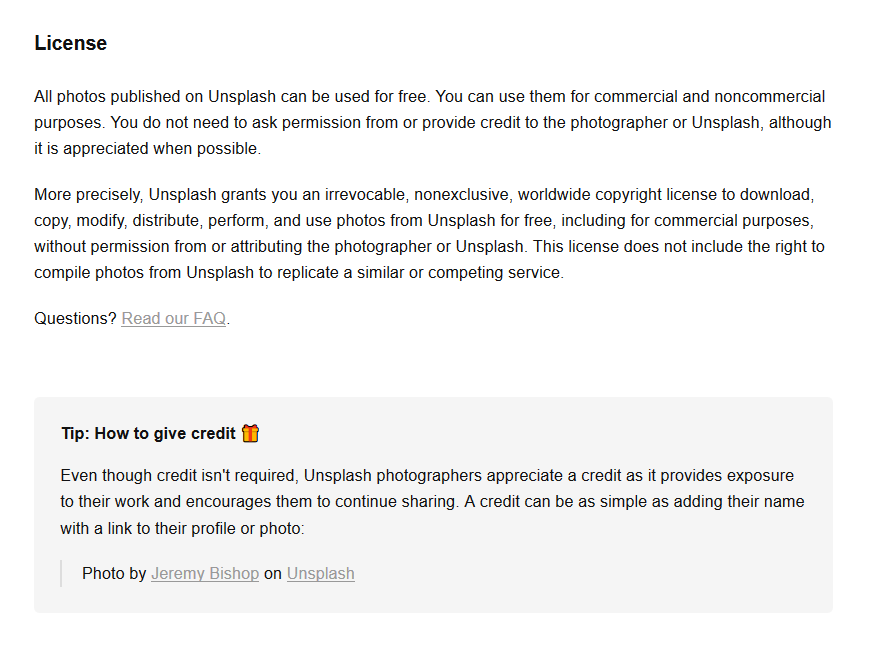 License
All photos published on Unsplash can be used for free. You can use them for commercial and noncommercial
purposes. You do not need to ask permission from or provide credit to the photographer or Unsplash, although
it is appreciated when possible.
More precisely, Unsplash grants you an irrevocable, nonexclusive, worldwide copyright license to download,
copy, modify, distribute, perform, and use photos from Unsplash for free, including for commercial purposes,
without permission from or attributing the photographer or Unsplash. This license does not include the right to
compile photos from Unsplash to replicate a similar or competing service.
Questions? Read our FAQ.
Tip: How to give credit 🎁
Even though credit isn't required, Unsplash photographers appreciate a credit as it provides exposure
to their work and encourages them to continue sharing. A credit can be as simple as adding their name
with a link to their profile or photo:
Photo by Jeremy Bishop on Unsplash